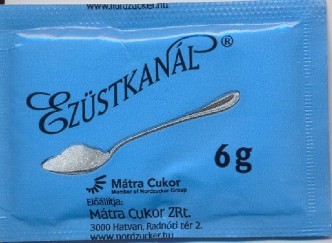 www.nordzucker.hu
EZÜSTKANÁL®
6g
Mátra Cukor
Member of Nordzucker Group
Előállítja:
Mátra Cukor ZRt.
3000 Hatvan, Radnóti tér 2.
www.nordzucker.hu